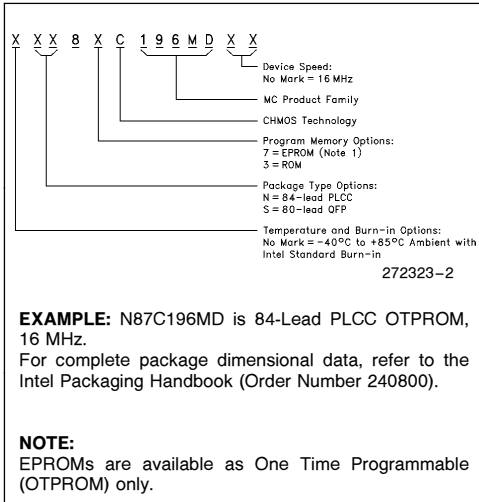 X X X 8 X C 1 9 6 M D X X
Device Speed:
No Mark = 16 MHz
MC Product Family
CHMOS Technology
Program Memory Options:
7 = EPROM (Note 1)
3 = ROM
Package Type Options:
N = 84-lead PLCC
S = 80-lead QFP
Temperature and Burn-in Options:
No Mark = -40°C to +85°C Ambient with
Intel Standard Burn-in
272323-2
EXAMPLE: N87C196MD is 84-Lead PLCC OTPROM,
16 MHz.
For complete package dimensional data, refer to the
Intel Packaging Handbook (Order Number 240800).
NOTE:
EPROMs are available as One Time Programmable
(OTPROM) only.